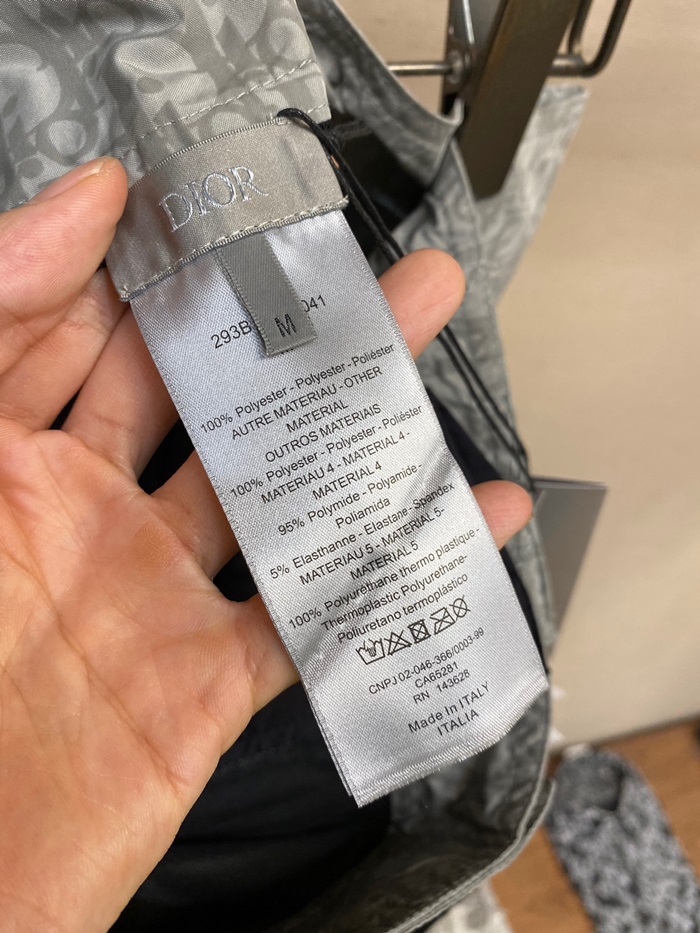 DIOR
293B
041
M
100% Polyester - Polyester - Poliéster
AUTRE MATERIAU - OTHER
MATERIAL
OUTROS MATERIAIS
100% Polyester - Polyester - Poliéster
MATERIAU 4 - MATERIAL 4 -
MATERIAL 4
95% Polymide - Polyamide -
Poliamida
5% Elasthanne - Elastane - Spandex
MATERIAU 5 - MATERIAL 5-
MATERIAL 5
100% Polyuréthane thermo plastique -
Thermoplastic Polyurethane-
Poliuretano termoplástico
CNPJ 02-046-366/0003-99
CA65281
RN 143628
Made In ITALY
ITALIA